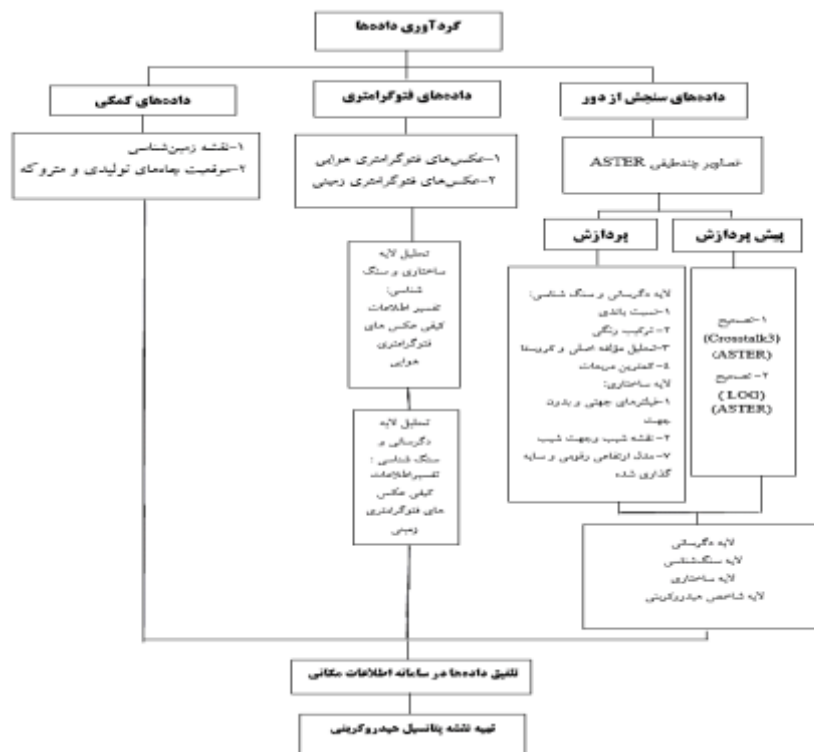 گردآوری داده‌ها
داده‌های سنجش از دور
داده‌های فتوگرامتری
داده‌های کمکی
تصاویر چندطیفی ASTER
۱-عکس‌های فتوگرامتری هوایی
۲-عکس‌های فتوگرامتری زمینی
۱-نقشه زمین‌شناسی
۲-موقعیت چاه‌های تولیدی و متروکه
پیش پردازش
پردازش
۱-تصحیح
(Crosstalk3)
(ASTER)
۲-تصحیح
(LOG)
(ASTER)
لایه دگرسانی و سنگ شناسی:
۱-نسبت باندی
۲-ترکیب رنگی
۳-تحلیل مؤلفه اصلی و کروستا
٤-کمترین مربعات
لایه ساختاری:
۱-فیلترهای جهتی و بدون
جهت
۲-نقشه شیب وجهت شیب
۷-مدل ارتفاعی رقومی و سایه
گذاری شده
تحلیل لایه
ساختاری و سنگ
شناسی:
تفسیر اطلاعات
کیفی عکس های
فتوگرامتری
هوایی
تحلیل لایه
دگرسانی و
سنگ شناسی :
تفسیراطلاعات
کیفی عکس
های فتوگرامتری
زمینی
لایه دگرسانی
لایه سنگ‌شناسی
لایه ساختاری
لایه شاخص هیدروکربنی
تلفیق داده‌ها در سامانه اطلاعات مکانی
تهیه نقشه پتانسیل هیدروکربنی